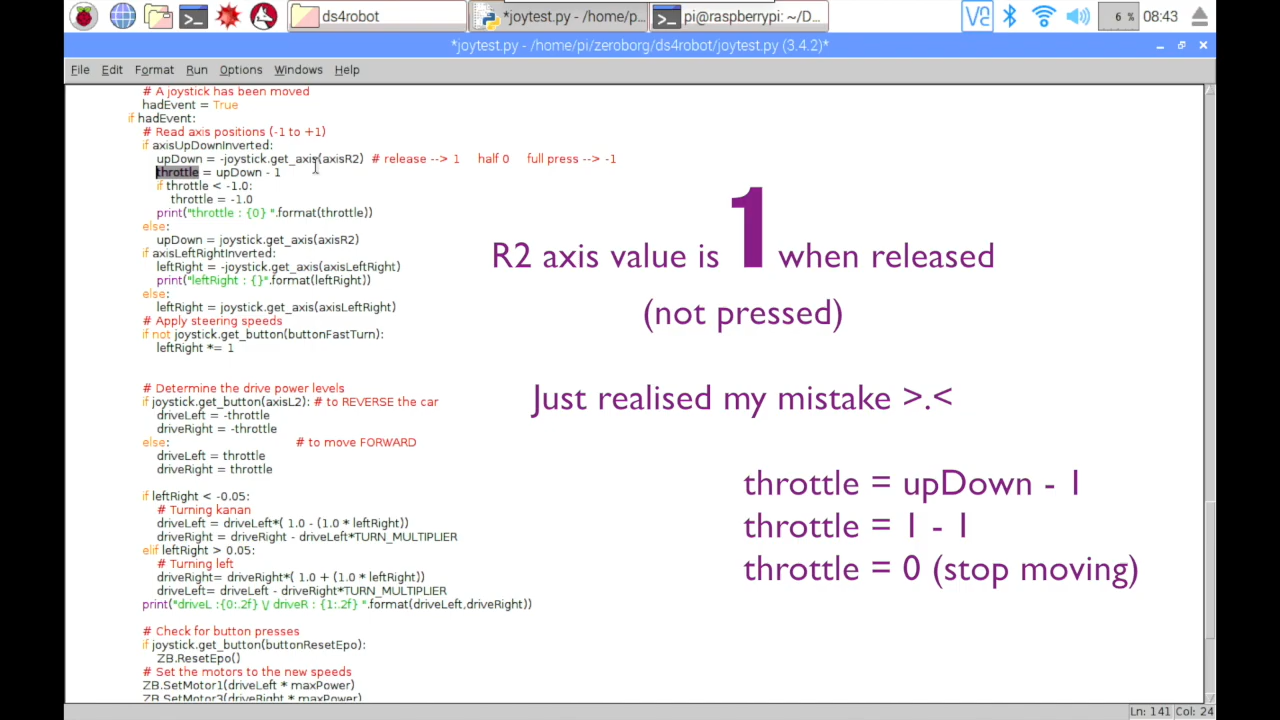 ds4robot
*joytest.py - /home/p...
pi@raspberrypi: ~/D...
6 %
08:43
*joytest.py - /home/pi/zeroborg/ds4robot/joytest.py (3.4.2)*
File Edit Format Run Options Windows Help
# A joystick has been moved
hadEvent = True
if hadEvent:
# Read axis positions (-1 to +1)
if axisUpDownInverted:
upDown = -joystick.get_axis(axisR2) # release --> 1 half 0 full press --> -1
throttle = upDown - 1
if throttle < -1.0:
throttle = -1.0
print("throttle : {0} ".format(throttle))
else:
upDown = joystick.get_axis(axisR2)
if axisLeftRightInverted:
leftRight = -joystick.get_axis(axisLeftRight)
print("leftRight : {}".format(leftRight))
else:
leftRight = joystick.get_axis(axisLeftRight)
# Apply steering speeds
if not joystick.get_button(buttonFastTurn):
leftRight *= 1
# Determine the drive power levels
if joystick.get_button(axisL2): # to REVERSE the car
driveLeft = -throttle
driveRight = -throttle
else: # to move FORWARD
driveLeft = throttle
driveRight = throttle
if leftRight < -0.05:
# Turning kanan
driveLeft = driveLeft*( 1.0 - (1.0 * leftRight))
driveRight = driveRight - driveLeft*TURN_MULTIPLIER
elif leftRight > 0.05:
# Turning left
driveRight= driveRight*( 1.0 + (1.0 * leftRight))
driveLeft= driveLeft - driveRight*TURN_MULTIPLIER
print("driveL :{0:.2f} \/ driveR : {1:.2f} ".format(driveLeft,driveRight))
# Check for button presses
if joystick.get_button(buttonResetEpo):
ZB.ResetEpo()
# Set the motors to the new speeds
ZB.SetMotor1(driveLeft * maxPower)
ZB.SetMotor3(driveRight * maxPower)
R2 axis value is 1 when released
(not pressed)
Just realised my mistake >.<
throttle = upDown - 1
throttle = 1 - 1
throttle = 0 (stop moving)
Ln: 141 Col: 24